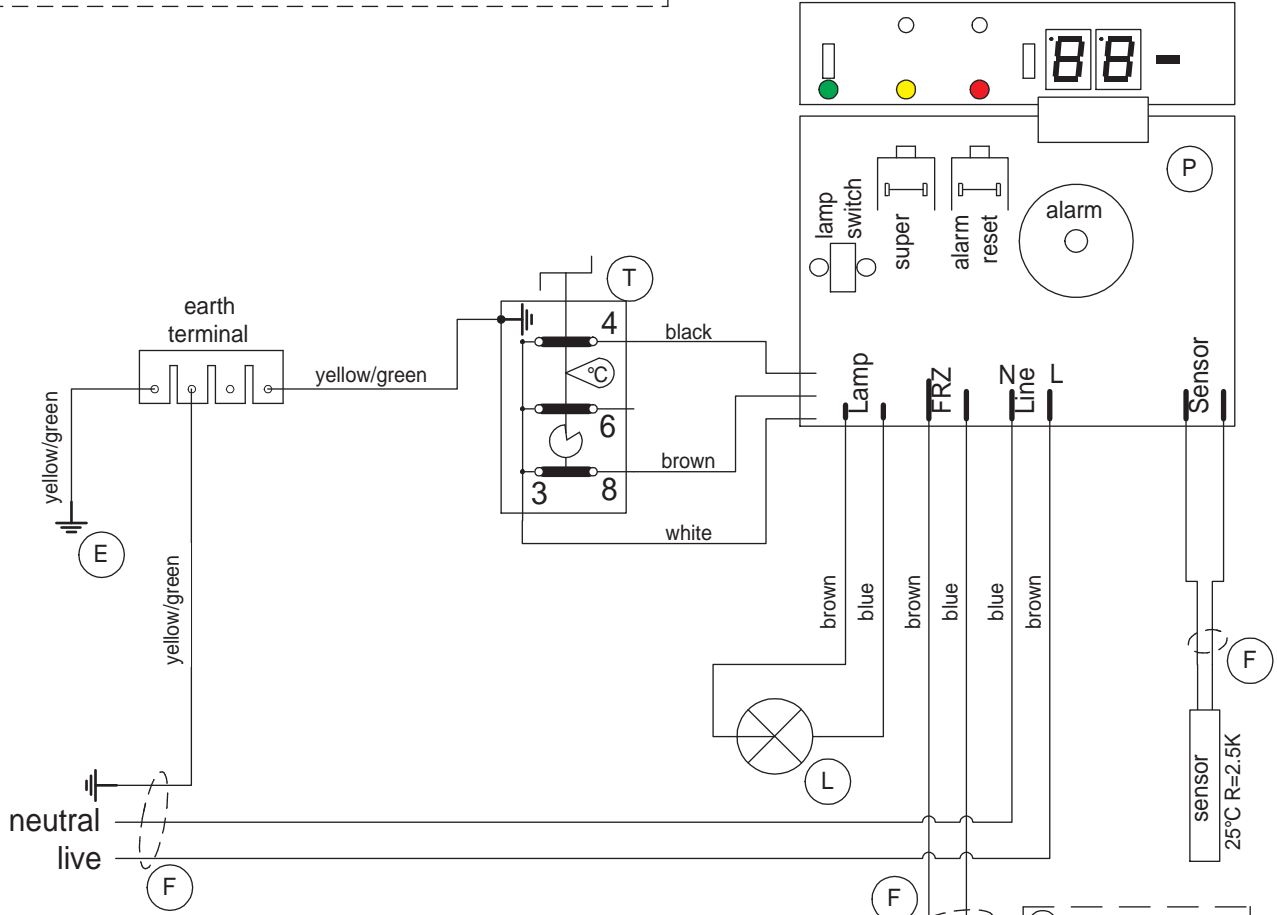 88-
P
lamp
switch
super
alarm
reset
alarm
T
earth
terminal
4
black
yellow/green
°C
6
brown
3
8
white
Lamp
FRZ
N
Line
L
Sensor
yellow/green
E
yellow/green
brown
blue
brown
blue
blue
brown
F
L
sensor
25°C R=2.5K
neutral
live
F
F